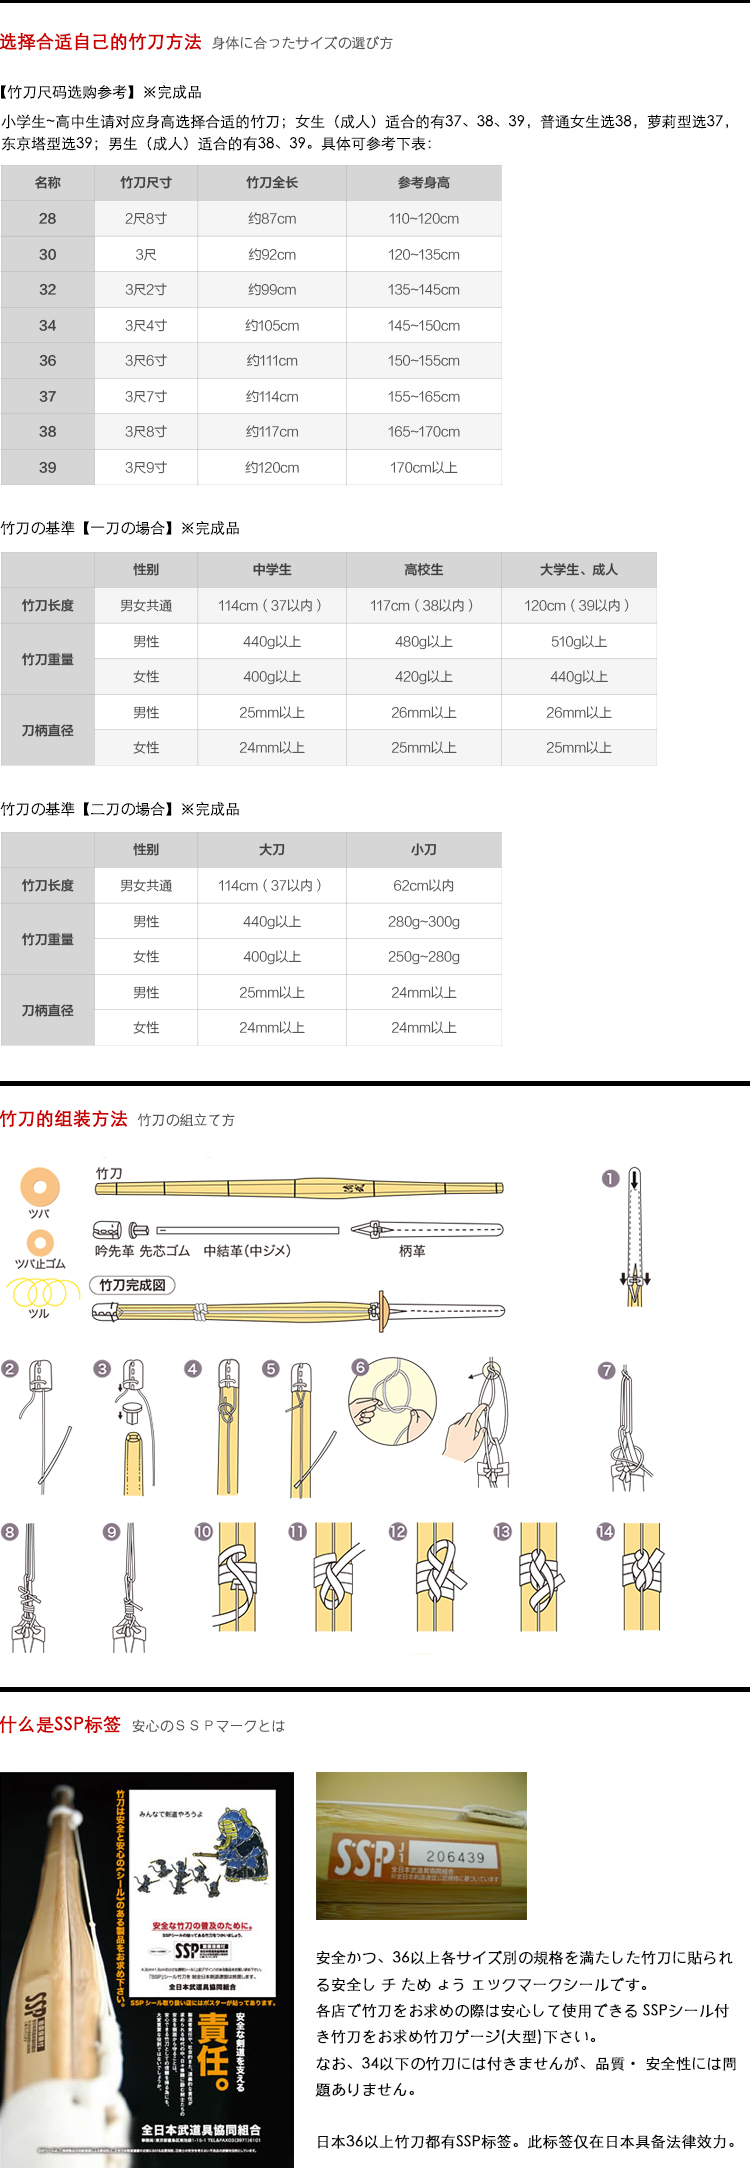 选择合适自己的竹刀方法 身体に合ったサイズの選び方
【竹刀尺码选购参考】※完成品
小学生~高中生请对应身高选择合适的竹刀；女生（成人）适合的有37、38、39，普通女生选38，萝莉型选37，
东京塔型选39；男生（成人）适合的有38、39。具体可参考下表：
名称 竹刀尺寸 竹刀全长 参考身高
28 2尺8寸 约87cm 110~120cm
30 3尺 约92cm 120~135cm
32 3尺2寸 约99cm 135~145cm
34 3尺4寸 约105cm 145~150cm
36 3尺6寸 约111cm 150~155cm
37 3尺7寸 约114cm 155~165cm
38 3尺8寸 约117cm 165~170cm
39 3尺9寸 约120cm 170cm以上
竹刀の基準【一刀の場合】※完成品
性别 中学生 高校生 大学生、成人
竹刀长度 男女共通 114cm（37以内） 117cm（38以内） 120cm（39以内）
竹刀重量 男性 440g以上 480g以上 510g以上
女性 400g以上 420g以上 440g以上
刀柄直径 男性 25mm以上 26mm以上 26mm以上
女性 24mm以上 25mm以上 25mm以上
竹刀の基準【二刀の場合】※完成品
性别 大刀 小刀
竹刀长度 男女共通 114cm（37以内） 62cm以内
竹刀重量 男性 440g以上 280g~300g
女性 400g以上 250g~280g
刀柄直径 男性 25mm以上 24mm以上
女性 24mm以上 24mm以上
竹刀的组装方法 竹刀の組立て方
ツバ
ツバ止ゴム
ツル
竹刀
吟先革 先芯ゴム 中結革(中ジメ) 柄革
竹刀完成図
1
2 3 4 5 6 7
8 9 10 11 12 13 14
什么是SSP标签 安心のＳＳＰマークとは
竹刀は安全と安心の《シール》のある製品をお求め下さい。
みんなで剣道やろうよ
安全な竹刀の普及のために。
SSPシールの貼ってある竹刀をつかいましょう。
SSP
全日本武道具協同組合
SSP シール取り扱い店にはポスターが貼ってあります。
安全な剣道を支える
責任。
全日本武道具協同組合
SSP
SSP J1 206439
全日本武道具協同組合
安全かつ、36以上各サイズ別の規格を満たした竹刀に貼られ
る安全し チ ため ょう エックマークシールです。
各店で竹刀をお求めの際は安心して使用できる SSPシール付
き竹刀をお求め竹刀ゲージ(大型)下さい。
なお、34以下の竹刀には付きませんが、品質・ 安全性には問
題ありません。
日本36以上竹刀都有SSP标签。此标签仅在日本具备法律效力。